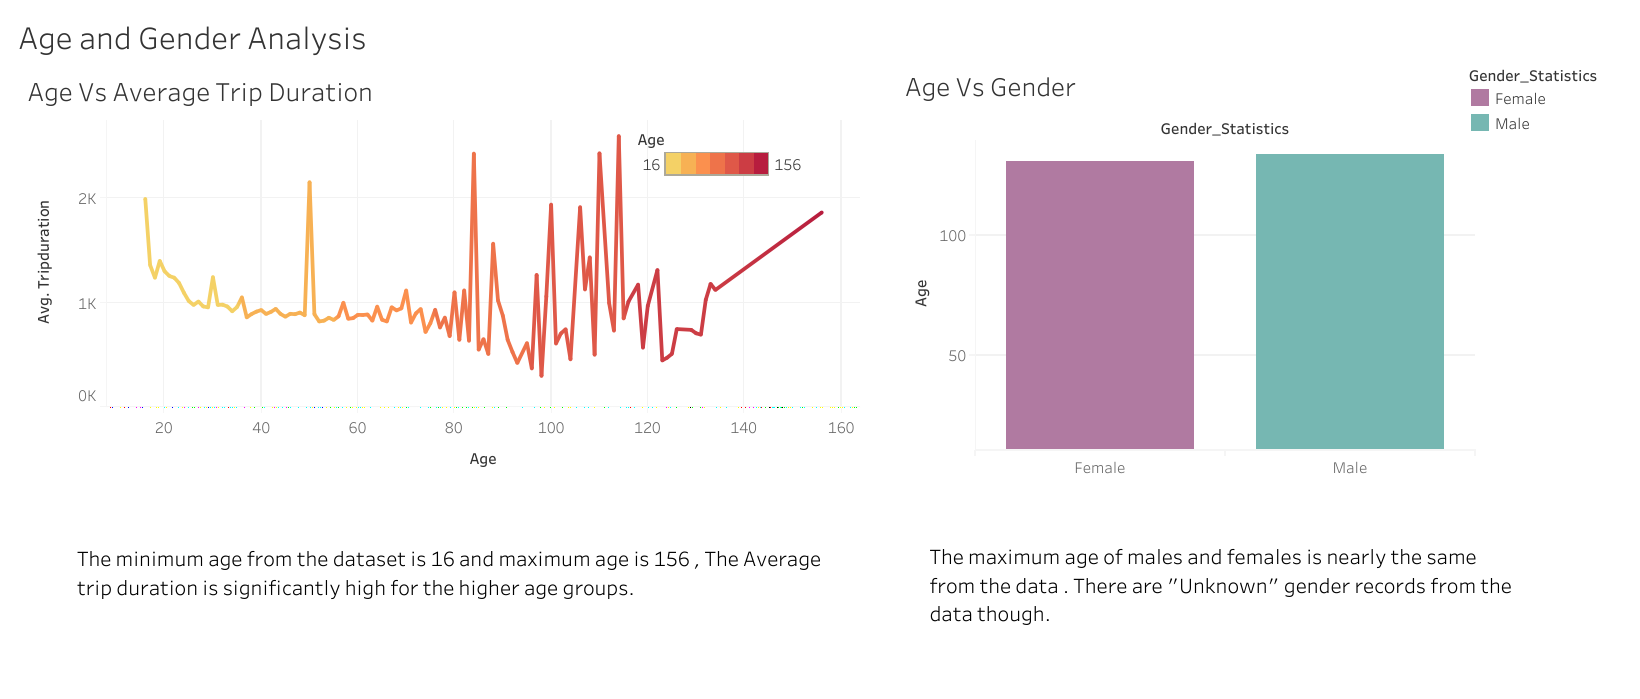 Age and Gender Analysis
Age Vs Average Trip Duration
Age
16
156
2K
1K
0K
Avg. Tripduration
20
40
60
80
100
120
140
160
Age
The minimum age from the dataset is 16 and maximum age is 156 , The Average
trip duration is significantly high for the higher age groups.
Age Vs Gender
Gender_Statistics
Female
Male
Gender_Statistics
100
50
Age
Female
Male
The maximum age of males and females is nearly the same
from the data . There are "Unknown" gender records from the
data though.